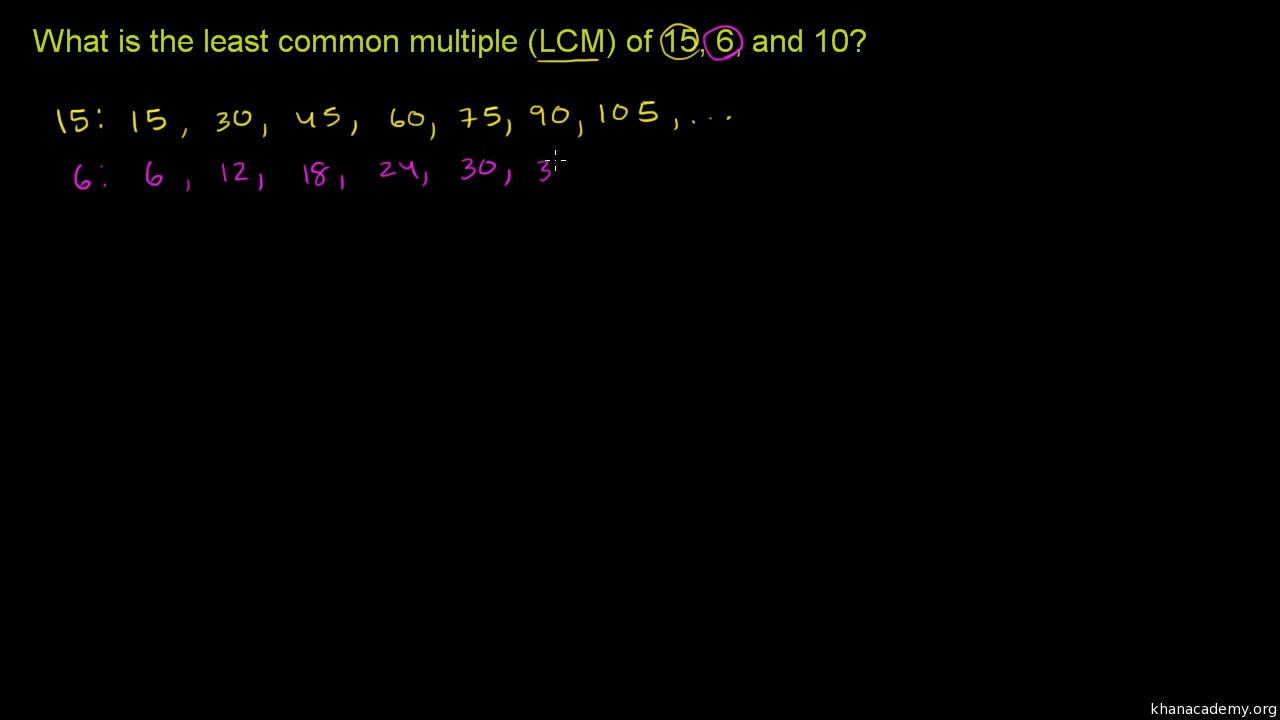 What is the least common multiple (LCM) of 15, 6, and 10?
15: 15, 30, 45, 60, 75, 90, 105, ...
6: 6, 12, 18, 24, 30, 3
khanacademy.org